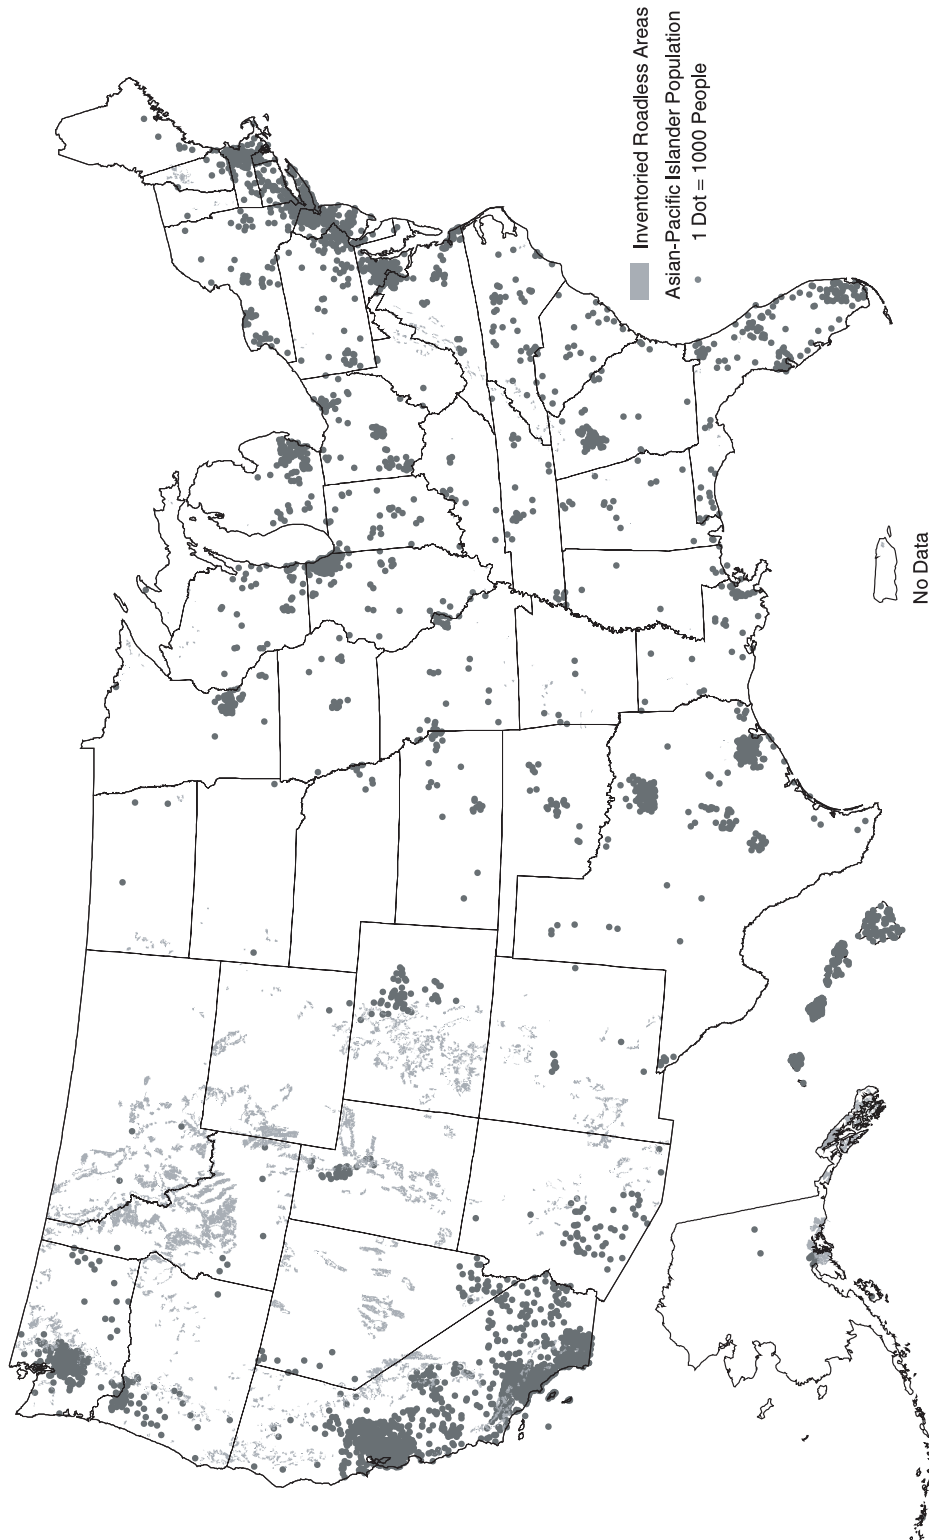 Inventoried Roadless Areas
Asian-Pacific Islander Population
1 Dot = 1000 People
No Data